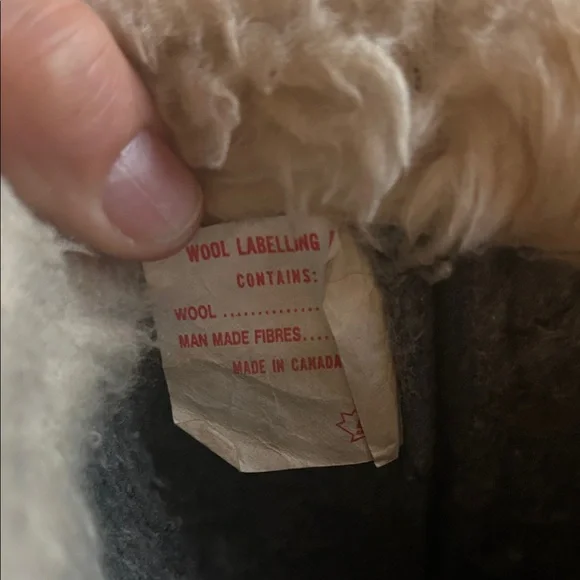 WOOL LABELLING
CONTAINS:
WOOL ..............
MAN MADE FIBRES.....
MADE IN CANADA